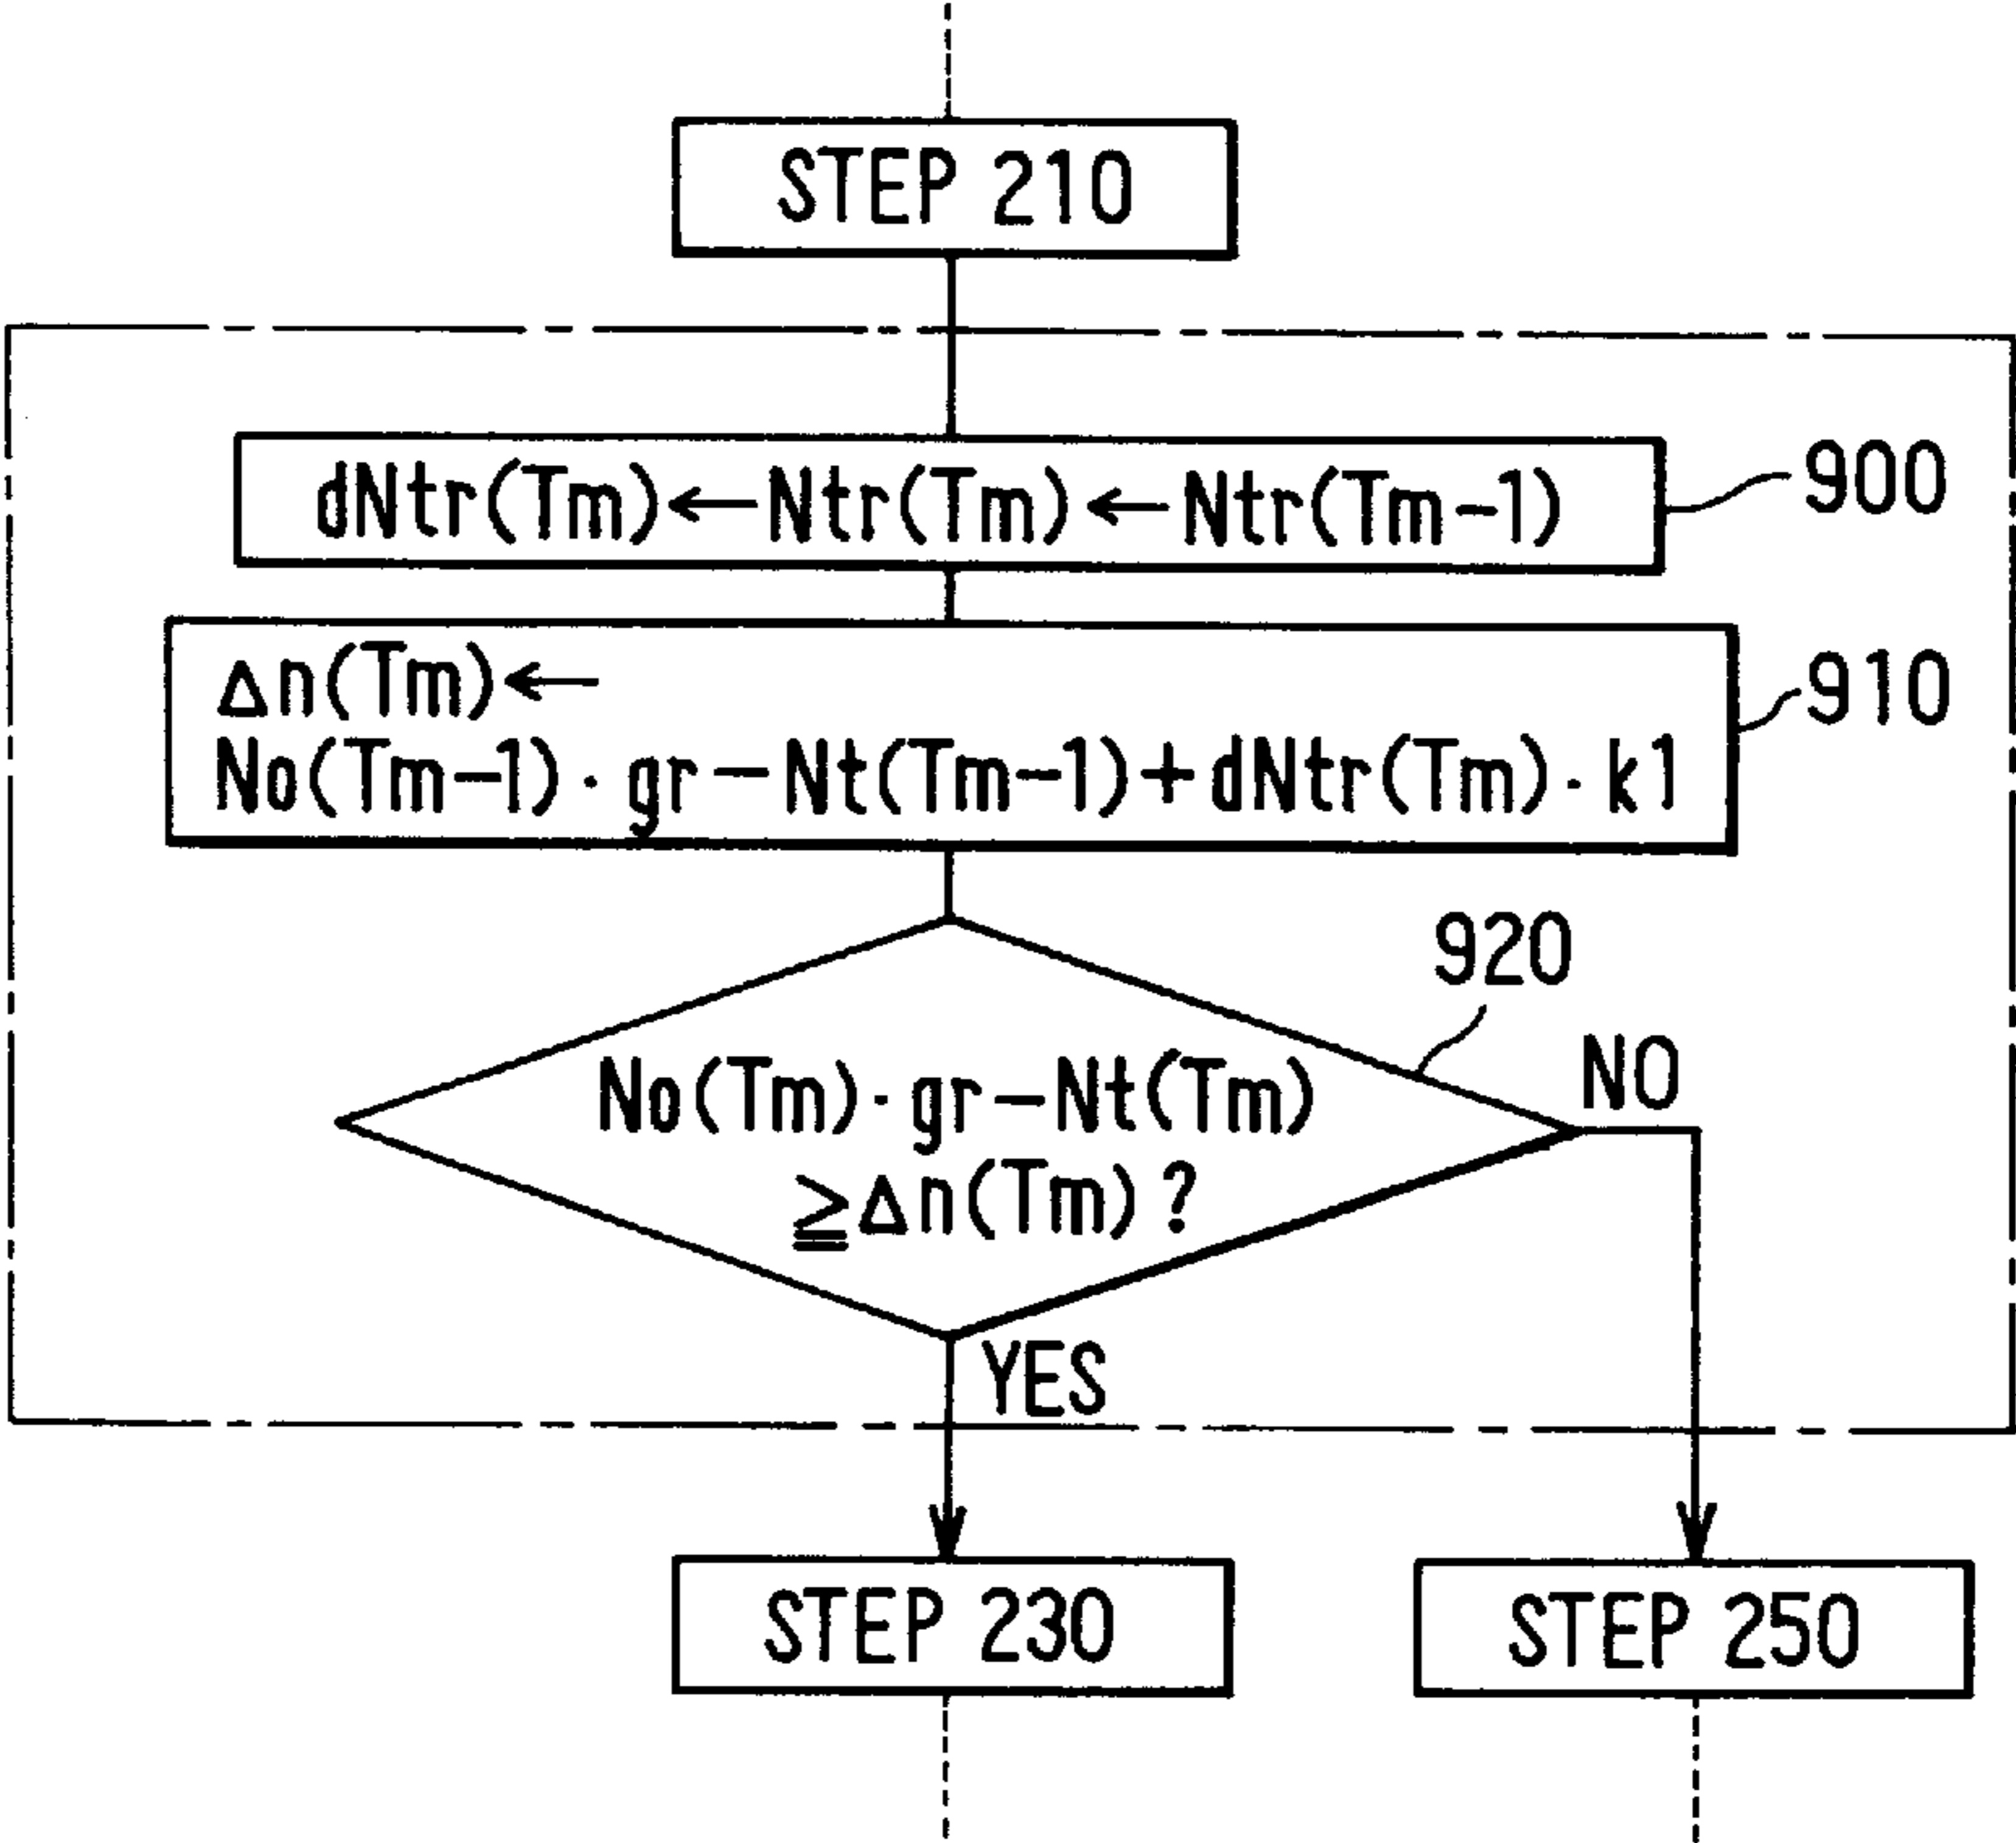 STEP 210
dNtr(Tm)←Ntr(Tm)←Ntr(Tm-1)
900
Δn(Tm)←
910
No(Tm-1)·gr-Nt(Tm-1)+dNtr(Tm)·k1
920
No(Tm)·gr-Nt(Tm)
NO
≧Δn(Tm)?
YES
STEP 230
STEP 250